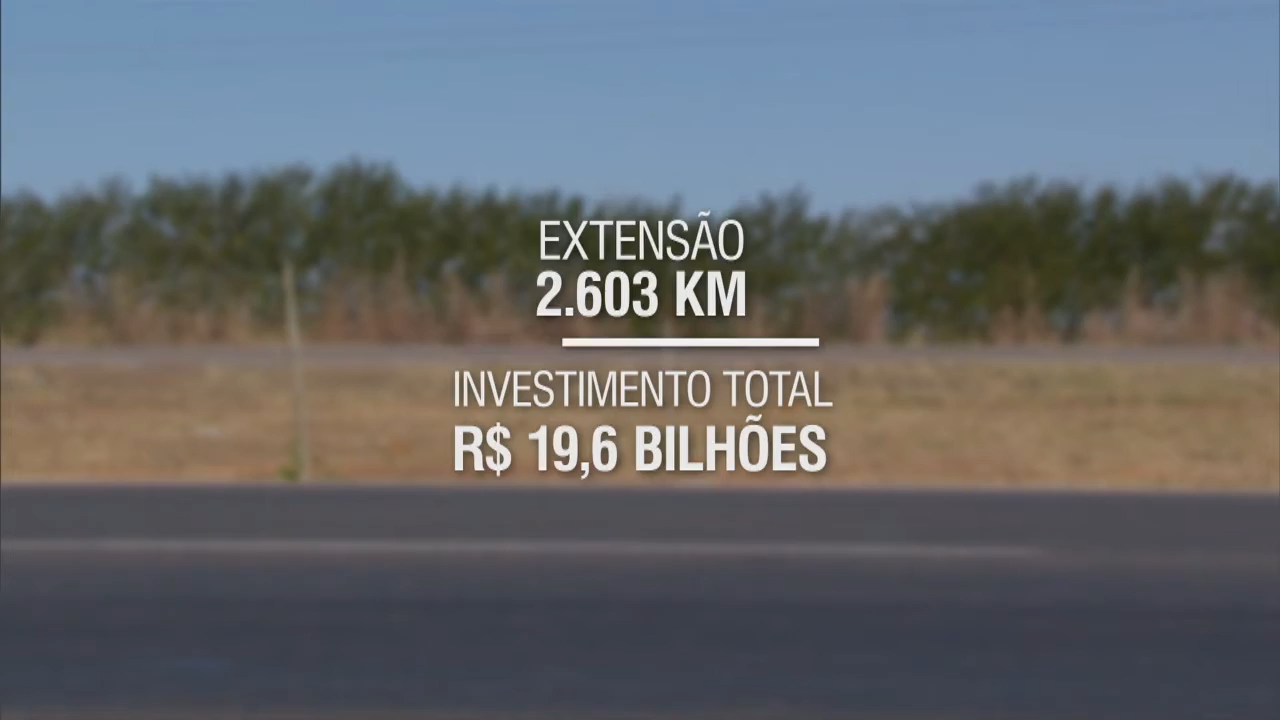 EXTENSÃO
2.603 KM
INVESTIMENTO TOTAL
R$ 19,6 BILHÕES